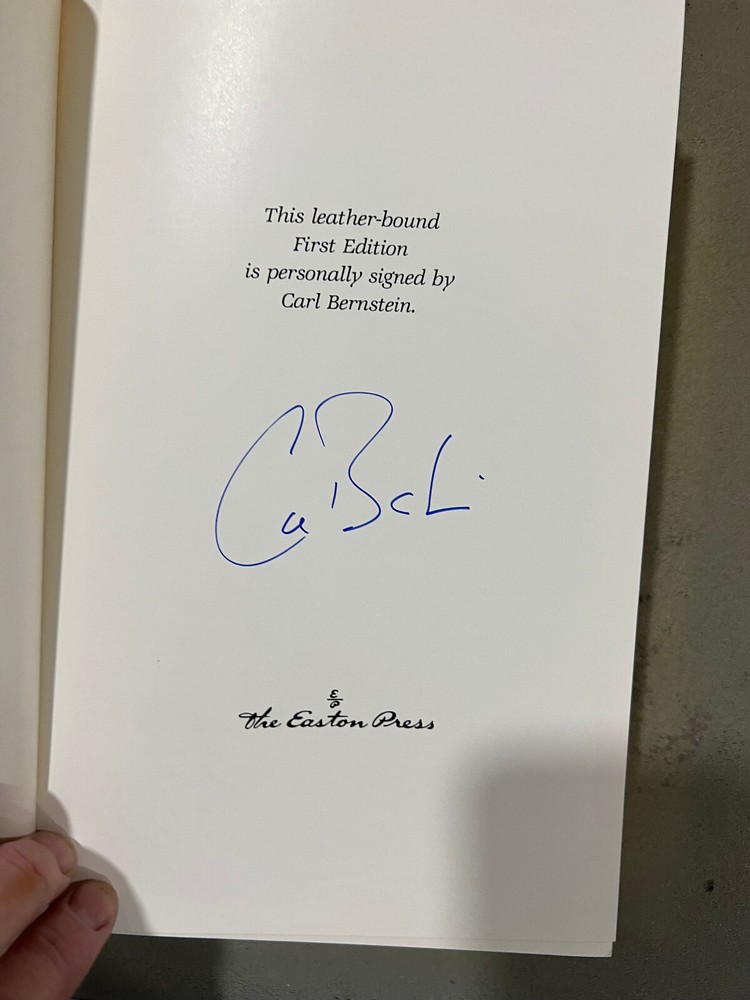 This leather-bound
First Edition
is personally signed by
Carl Bernstein.
E/P
the Easton Press